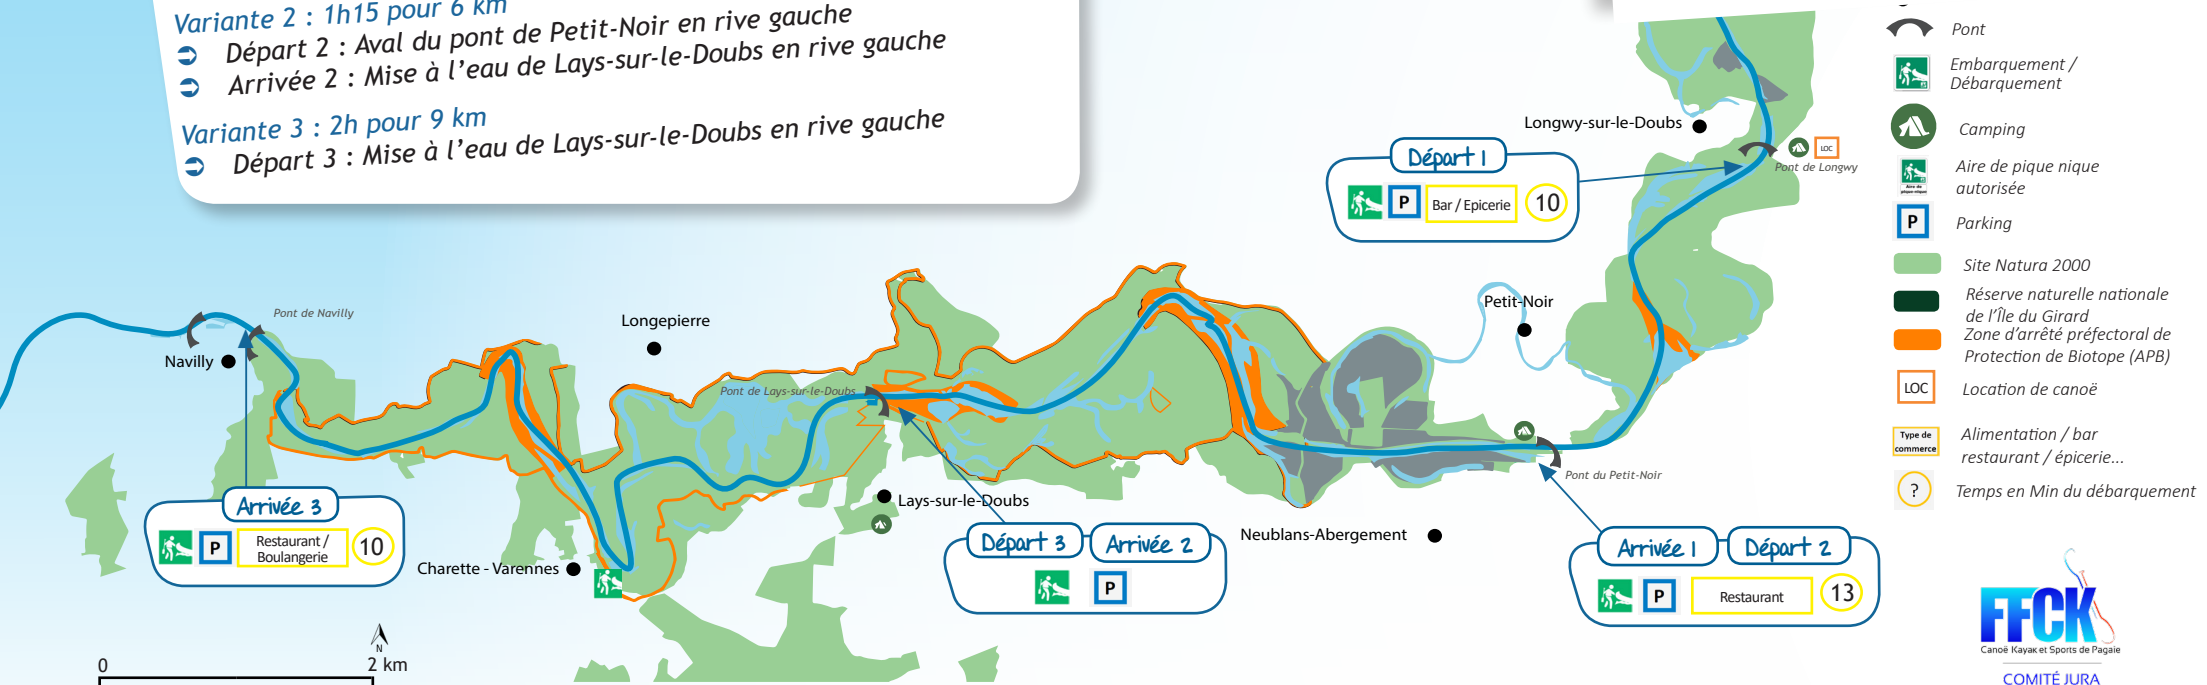 Variante 2 : 1h15 pour 6 km
Départ 2 : Aval du pont de Petit-Noir en rive gauche
Arrivée 2 : Mise à l'eau de Lays-sur-le-Doubs en rive gauche
Variante 3 : 2h pour 9 km
Départ 3 : Mise à l'eau de Lays-sur-le-Doubs en rive gauche
Longwy-sur-le-Doubs
Départ 1
P
Bar / Epicerie
10
LOC
Pont de Longwy
Pont de Navilly
Navilly
Longepierre
Petit-Noir
Pont de Lays-sur-le-Doubs
Pont du Petit-Noir
Lays-sur-le-Doubs
Neublans-Abergement
Charette - Varennes
Arrivée 3
P
Restaurant /
Boulangerie
10
Départ 3
Arrivée 2
P
Arrivée 1
Départ 2
P
Restaurant
13
N
0
2 km
Pont
Embarquement /
Débarquement
Camping
Aire de
pique-nique
Aire de pique nique
autorisée
P
Parking
Site Natura 2000
Réserve naturelle nationale
de l'Île du Girard
Zone d'arrêté préfectoral de
Protection de Biotope (APB)
LOC
Location de canoë
Type de
commerce
Alimentation / bar
restaurant / épicerie...
?
Temps en Min du débarquement
FFCK
Canoë Kayak et Sports de Pagaie
COMITÉ JURA